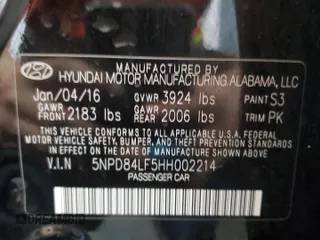 MANUFACTURED BY
HYUNDAI MOTOR MANUFACTURING ALABAMA, LLC
Jan/04/16 GVWR 3924 lbs PAINT S3
GAWR FRONT 2183 lbs GAWR REAR 2006 lbs TRIM PK
THIS VEHICLE CONFORMS TO ALL APPLICABLE
FEDERAL MOTOR VEHICLE SAFETY, BUMPER, AND THEFT
PREVENTION STANDARDS IN EFFECT ON THE DATE
OF MANUFACTURE SHOWN ABOVE.
V.I.N 5NPD84LF5HH002214
PASSENGER CAR